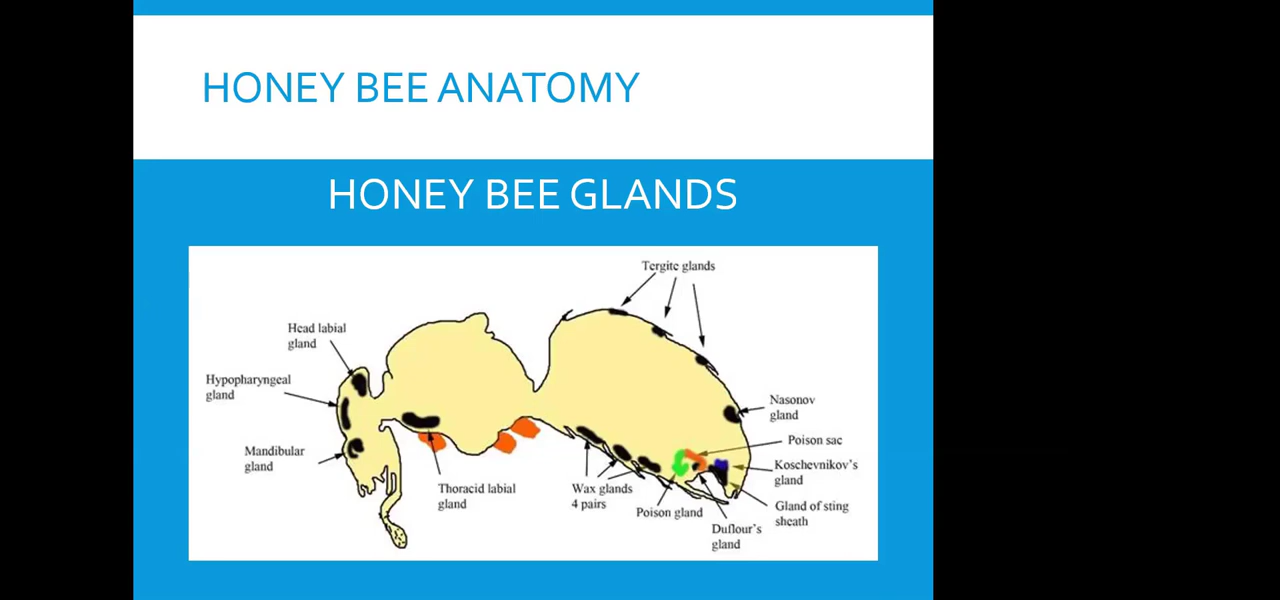 HONEY BEE ANATOMY
HONEY BEE GLANDS
Tergite glands
Head labial
gland
Hypopharyngeal
gland
Mandibular
gland
Thoracid labial
gland
Wax glands
4 pairs
Poison gland
Duflour's
gland
Nasonov
gland
Poison sac
Koschevnikov's
gland
Gland of sting
sheath